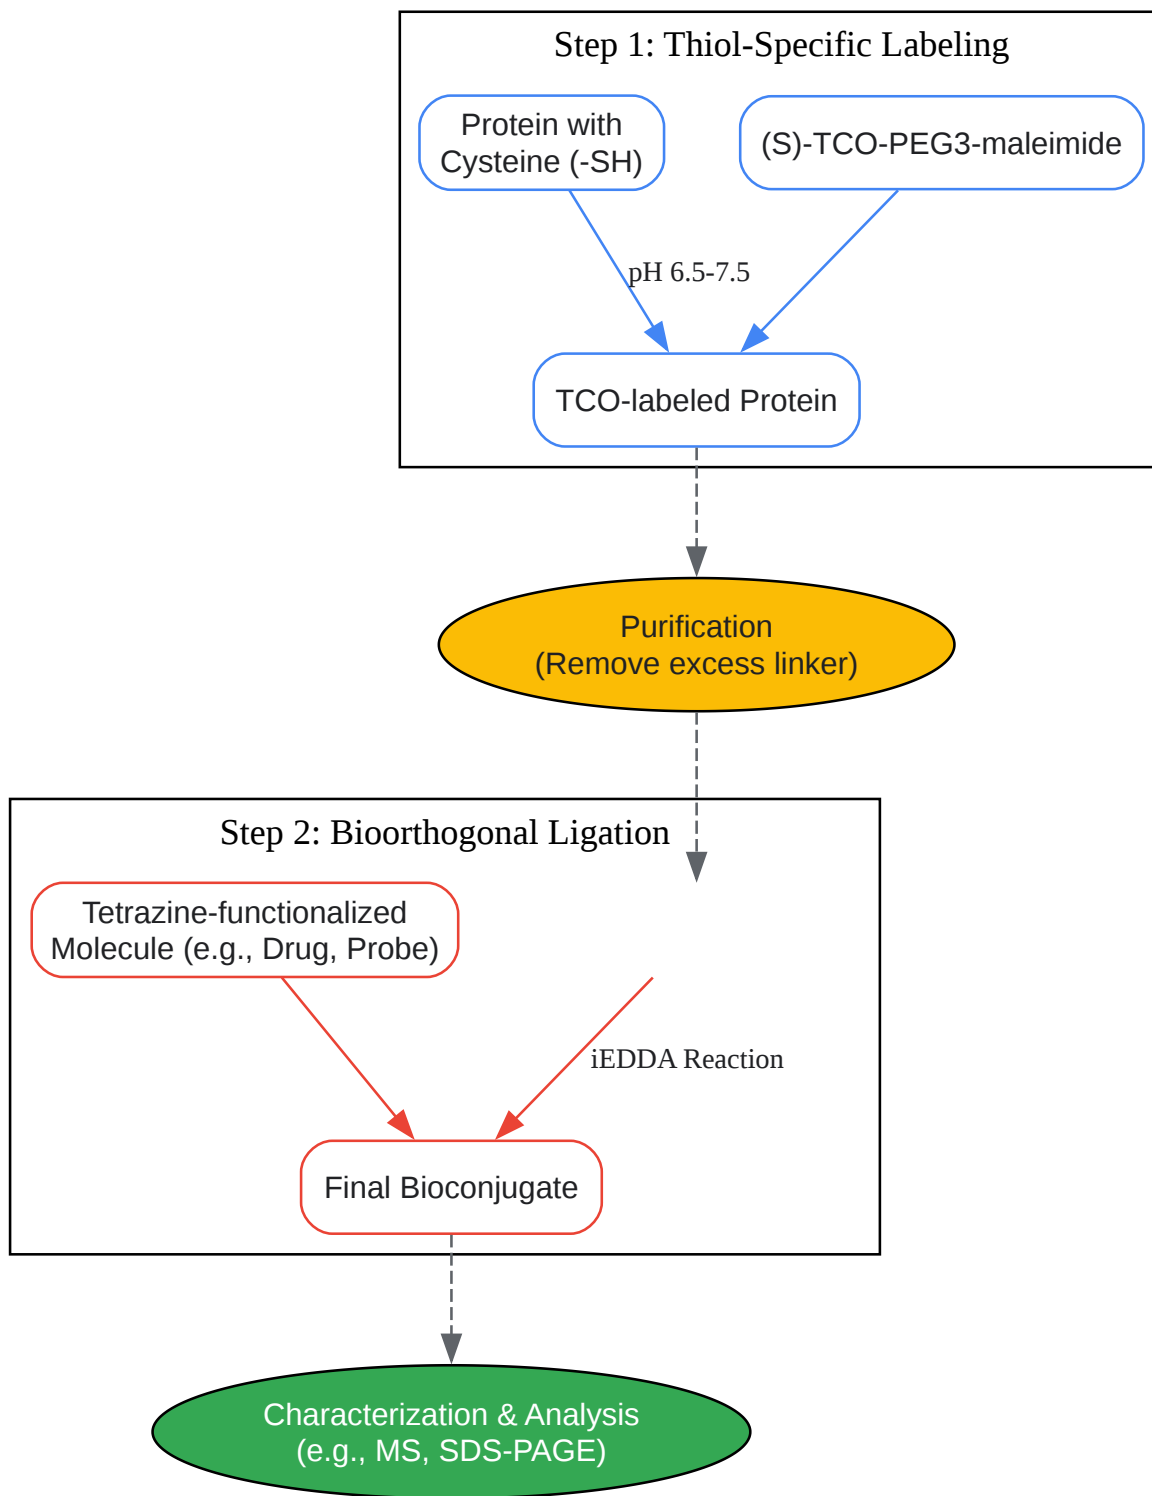 Step 1: Thiol-Specific Labeling
Protein with
Cysteine (-SH)
(S)-TCO-PEG3-maleimide
pH 6.5-7.5
TCO-labeled Protein
Purification
(Remove excess linker)
Step 2: Bioorthogonal Ligation
Tetrazine-functionalized
Molecule (e.g., Drug, Probe)
iEDDA Reaction
Final Bioconjugate
Characterization & Analysis
(e.g., MS, SDS-PAGE)